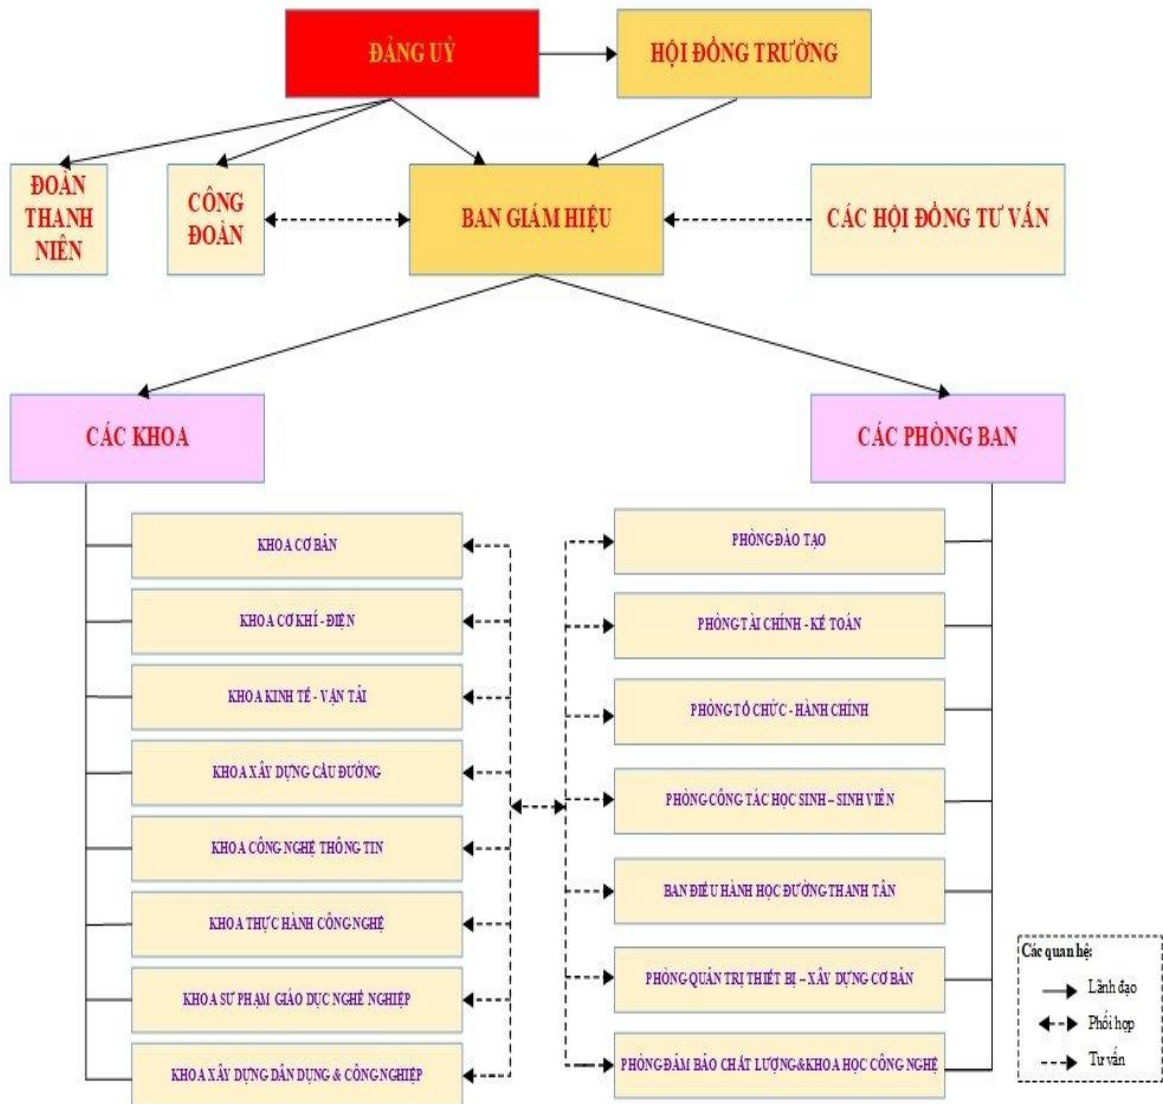 ĐẢNG UỶ
HỘI ĐỒNG TRƯỜNG
ĐOÀN
THANH
NIÊN
CÔNG
ĐOÀN
BAN GIÁM HIỆU
CÁC HỘI ĐỒNG TƯ VẤN
CÁC KHOA
CÁC PHÒNG BAN
KHOA CƠ BẢN
KHOA CƠ KHÍ - ĐIỆN
KHOA KINH TẾ - VẬN TẢI
KHOA XÂY DỰNG CẦU ĐƯỜNG
KHOA CÔNG NGHỆ THÔNG TIN
KHOA THỰC HÀNH CÔNG NGHỆ
KHOA SƯ PHẠM GIÁO DỤC NGHỀ NGHIỆP
KHOA XÂY DỰNG DÂN DỤNG & CÔNG NGHIỆP
PHÒNG ĐÀO TẠO
PHÒNG TÀI CHÍNH - KẾ TOÁN
PHÒNG TỔ CHỨC - HÀNH CHÍNH
PHÒNG CÔNG TÁC HỌC SINH – SINH VIÊN
BAN ĐIỀU HÀNH HỌC ĐƯỜNG THANH TÂN
PHÒNG QUẢN TRỊ THIẾT BỊ – XÂY DỰNG CƠ BẢN
PHÒNG ĐẢM BẢO CHẤT LƯỢNG&KHOA HỌC CÔNG NGHỆ
Các quan hệ:
Lãnh đạo
Phối hợp
Tư vấn